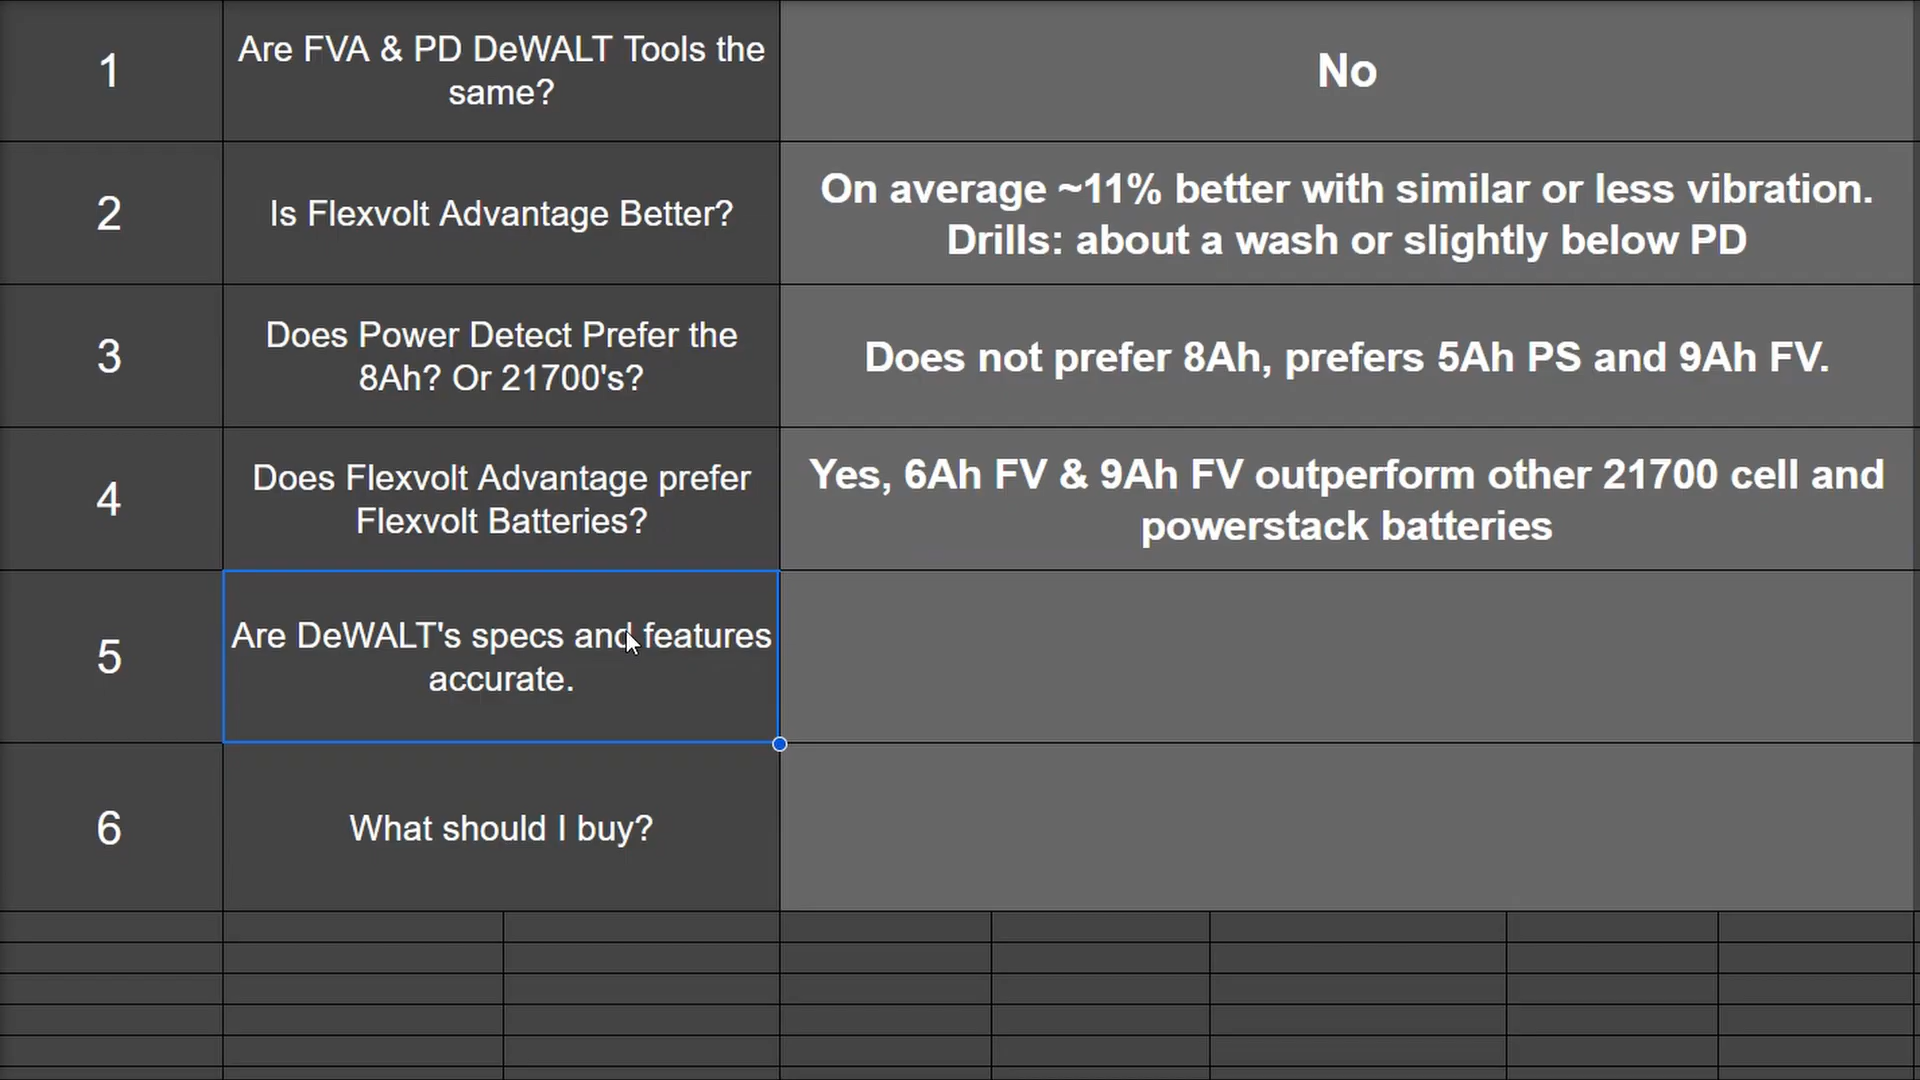 1
Are FVA & PD DeWALT Tools the
same?
No
2
Is Flexvolt Advantage Better?
On average ~11% better with similar or less vibration.
Drills: about a wash or slightly below PD
3
Does Power Detect Prefer the
8Ah? Or 21700's?
Does not prefer 8Ah, prefers 5Ah PS and 9Ah FV.
4
Does Flexvolt Advantage prefer
Flexvolt Batteries?
Yes, 6Ah FV & 9Ah FV outperform other 21700 cell and
powerstack batteries
5
Are DeWALT's specs and features
accurate.
6
What should I buy?